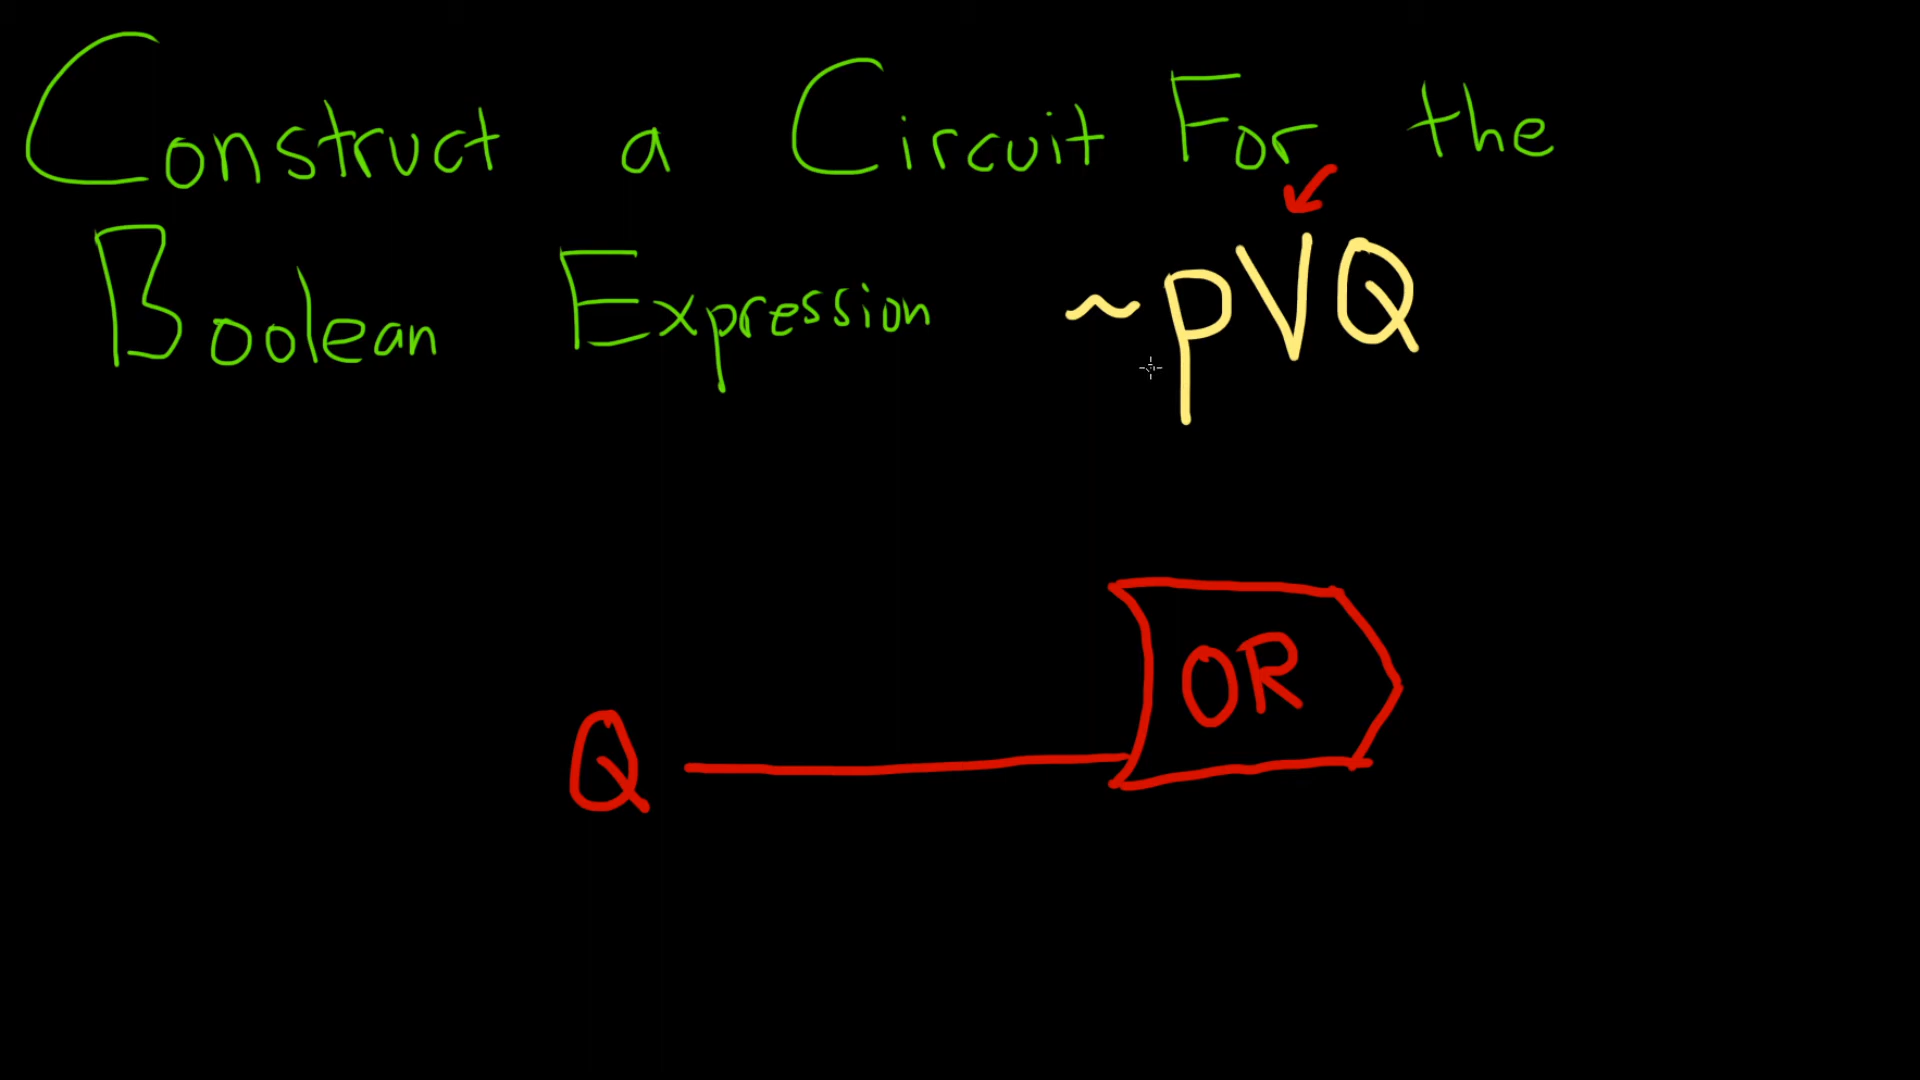 Construct a Circuit For the
Boolean Expression ~pVQ
OR
Q